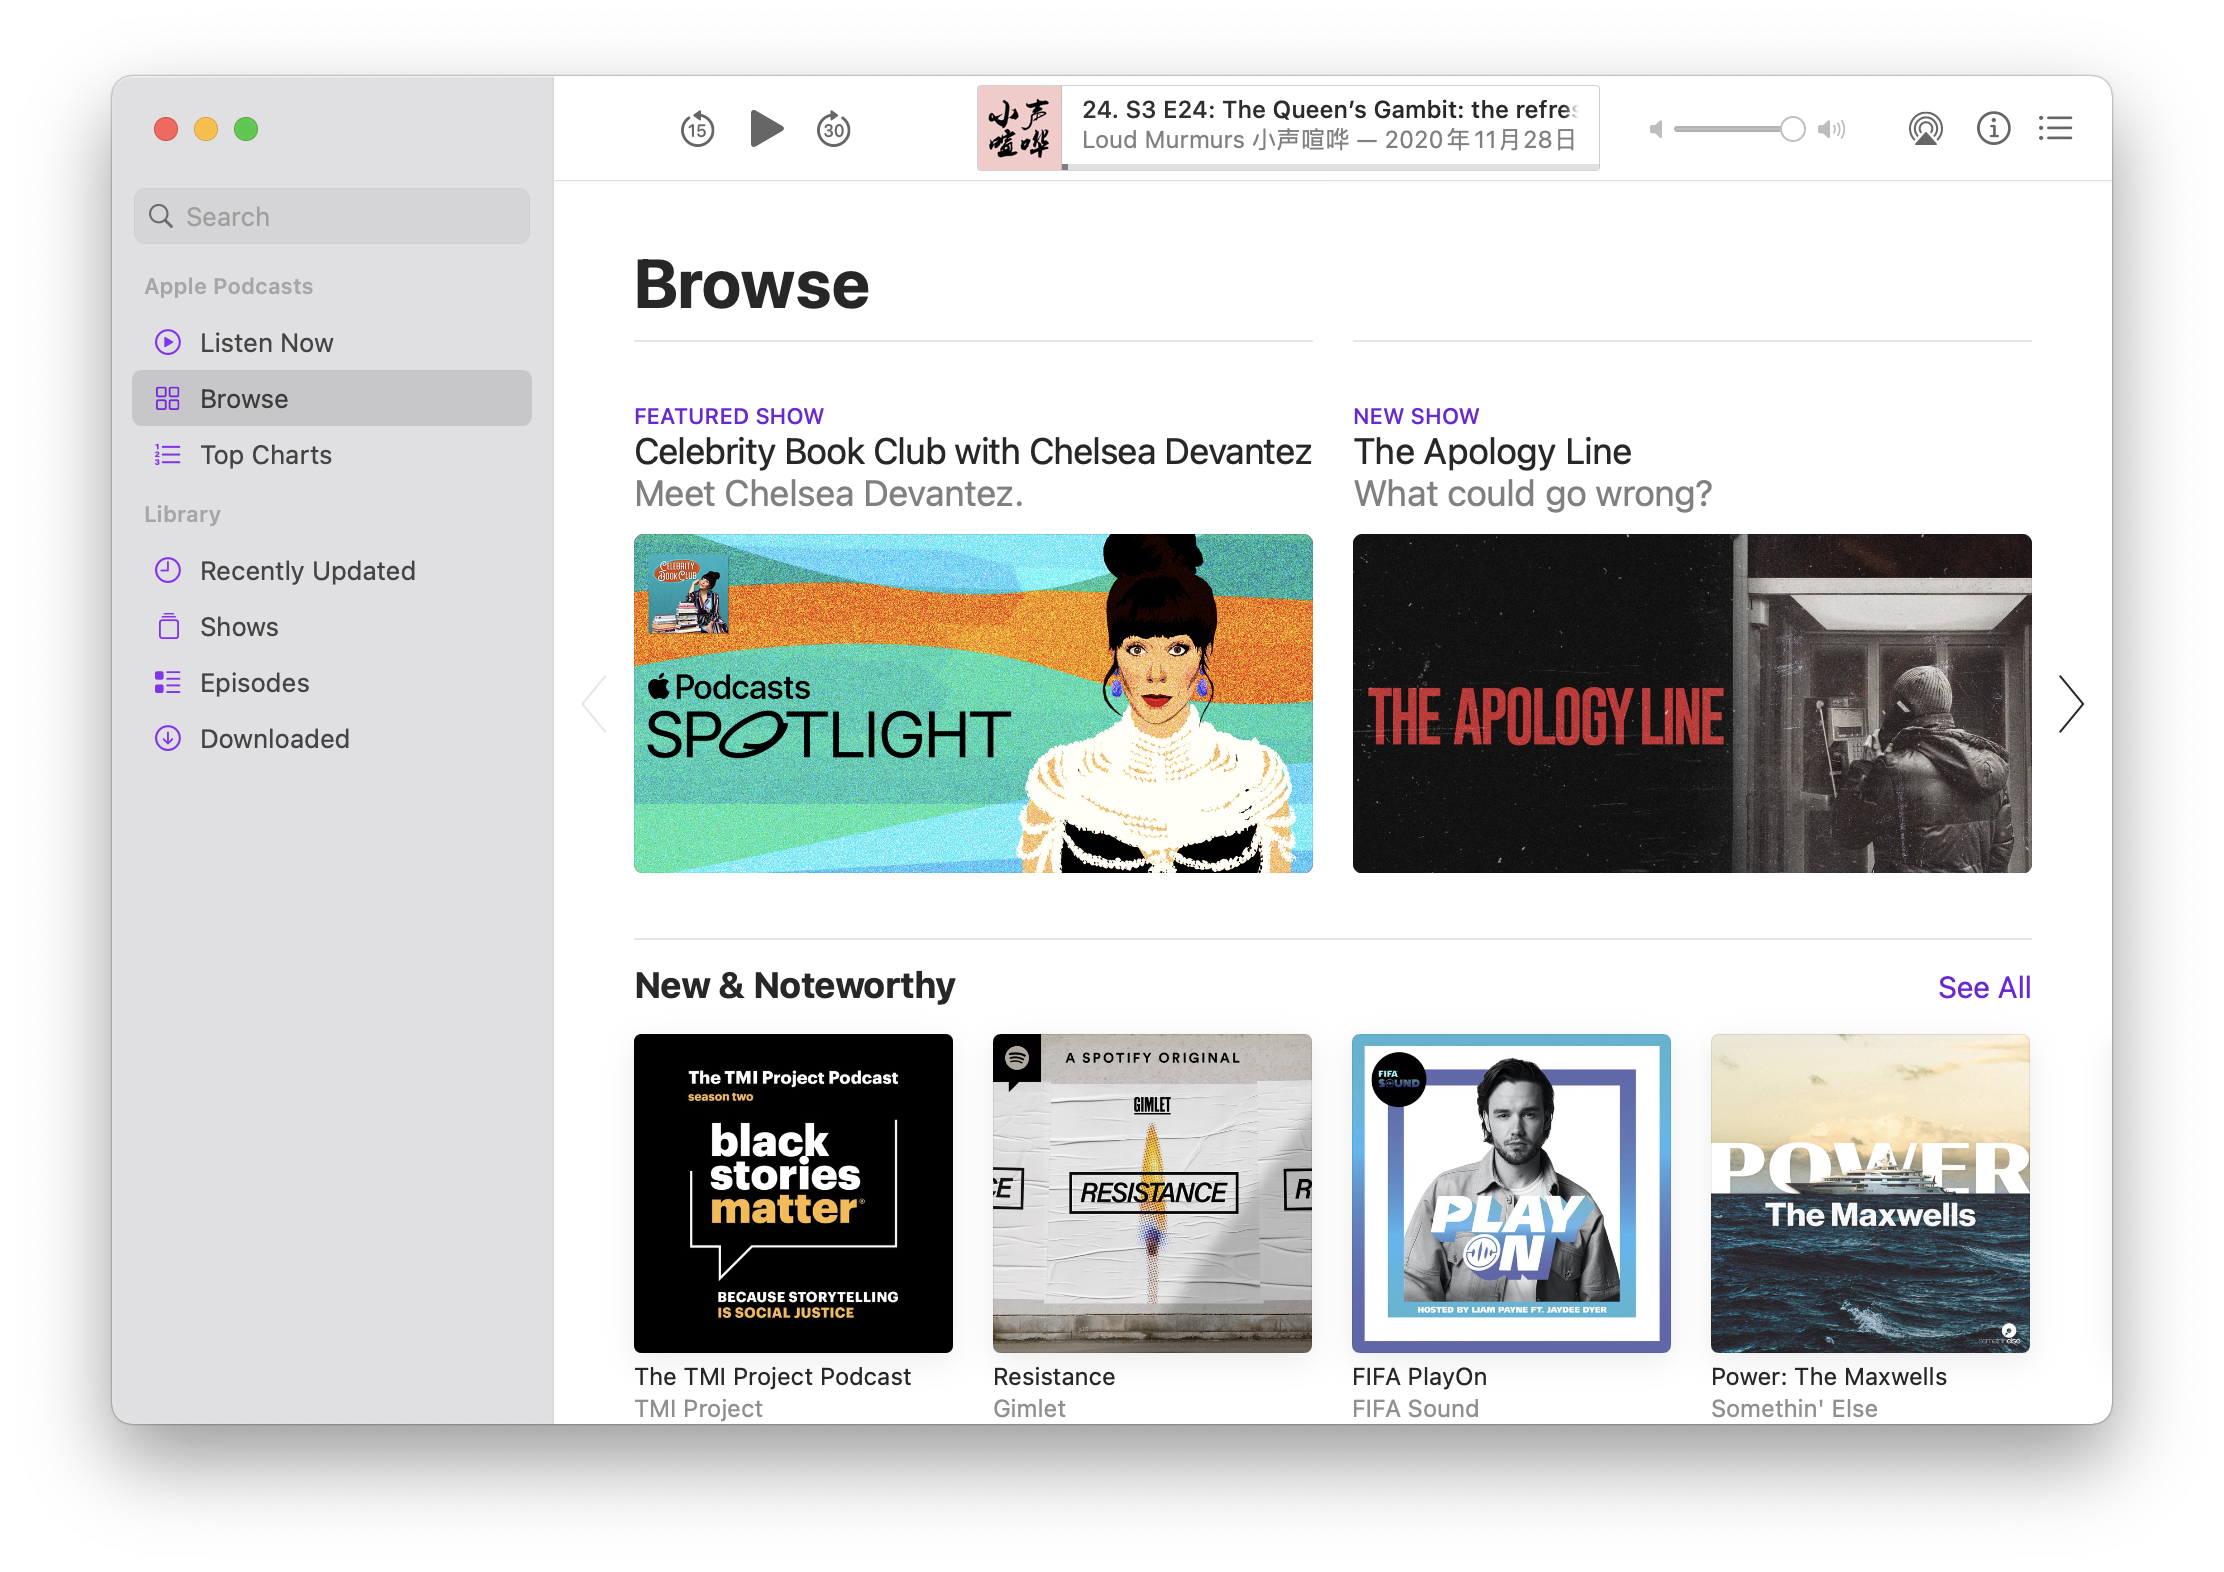 15
30
小声
喧哗
24. S3 E24: The Queen's Gambit: the refres
Loud Murmurs 小声喧哗 — 2020年11月28日
Search
Apple Podcasts
Listen Now
Browse
Top Charts
Library
Recently Updated
Shows
Episodes
Downloaded
Browse
FEATURED SHOW
Celebrity Book Club with Chelsea Devantez
Meet Chelsea Devantez.
CELEBRITY
BOOK CLUB
Podcasts
SPOTLIGHT
NEW SHOW
The Apology Line
What could go wrong?
THE APOLOGY LINE
New & Noteworthy
See All
The TMI Project Podcast
season two
black
stories
matter
BECAUSE STORYTELLING
IS SOCIAL JUSTICE
The TMI Project Podcast
TMI Project
A SPOTIFY ORIGINAL
GIMLET
CE
RESISTANCE
R
Resistance
Gimlet
FIFA
SOUND
PLAY
ON
HOSTED BY LIAM PAYNE FT. JAYDEE DYER
FIFA PlayOn
FIFA Sound
POWER
The Maxwells
somethin'else
Power: The Maxwells
Somethin' Else